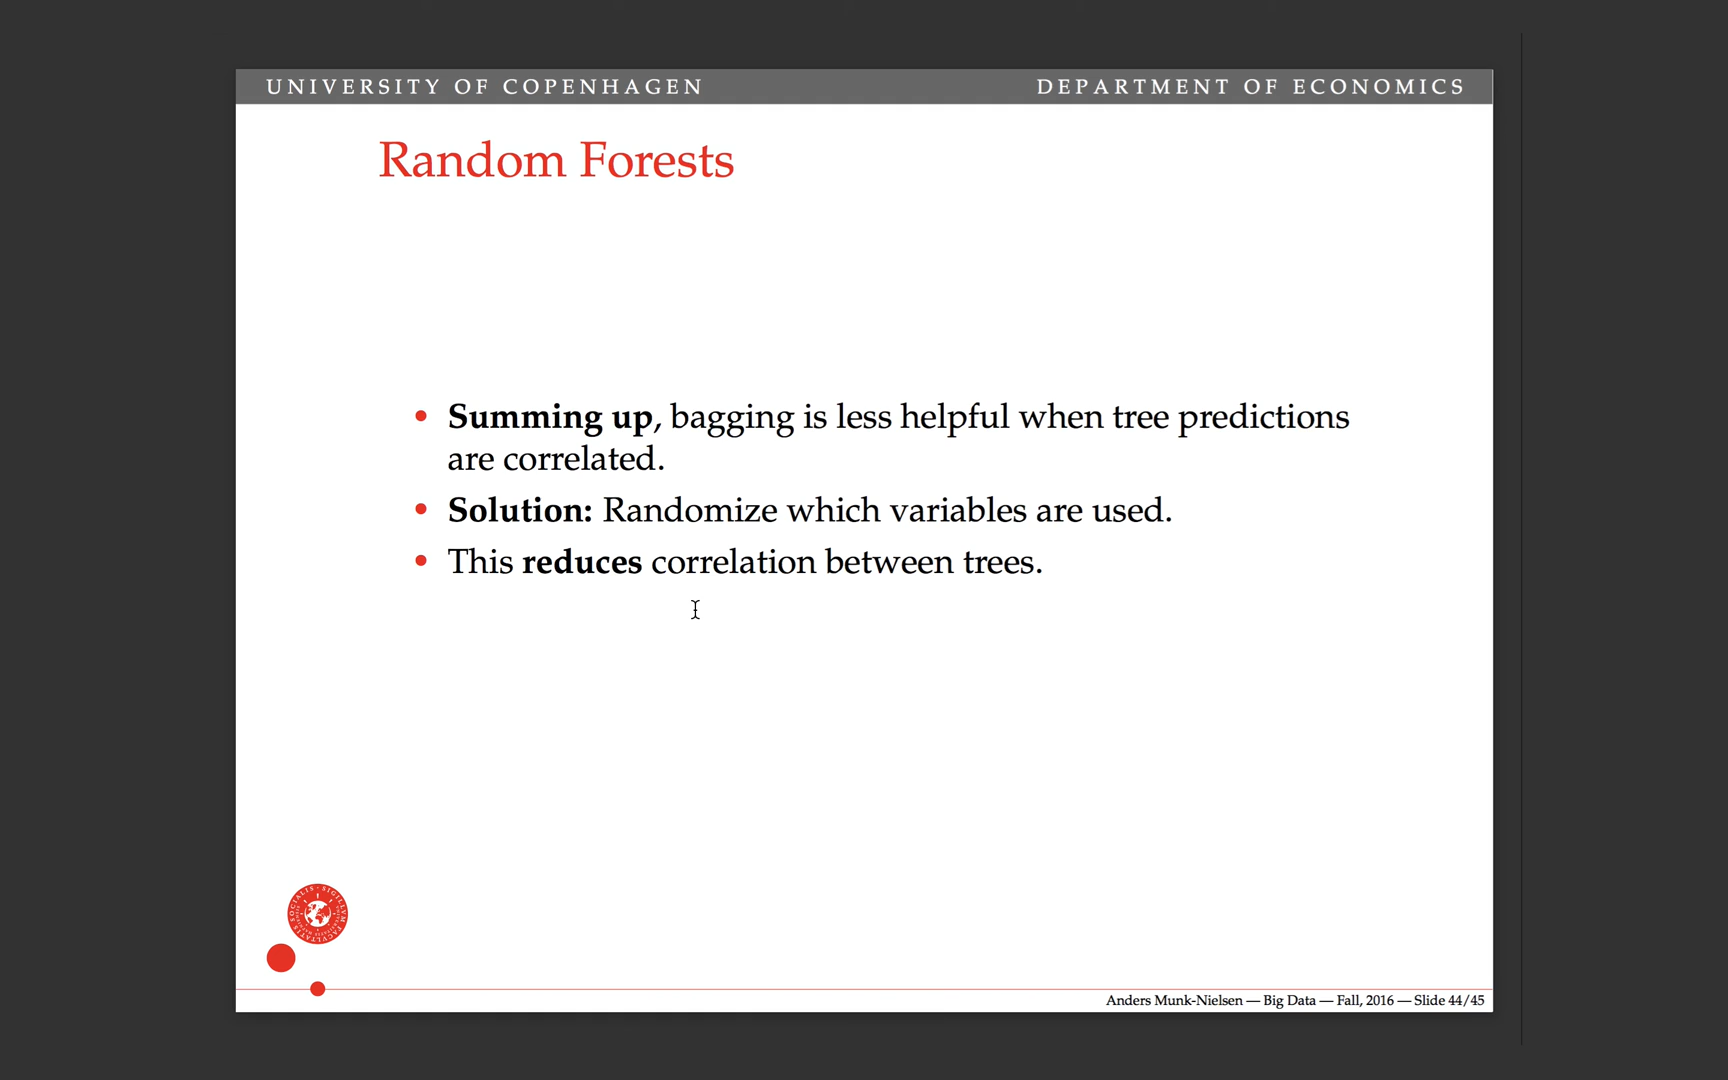 UNIVERSITY OF COPENHAGEN DEPARTMENT OF ECONOMICS
Random Forests
• Summing up, bagging is less helpful when tree predictions
are correlated.
• Solution: Randomize which variables are used.
• This reduces correlation between trees.
Anders Munk-Nielsen — Big Data — Fall, 2016 — Slide 44/45